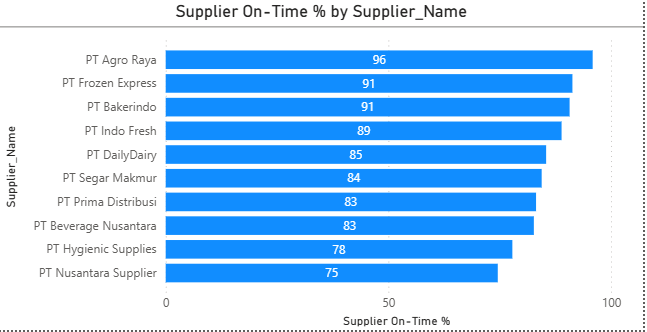 Supplier On-Time % by Supplier_Name
Supplier_Name
PT Agro Raya 96
PT Frozen Express 91
PT Bakerindo 91
PT Indo Fresh 89
PT DailyDairy 85
PT Segar Makmur 84
PT Prima Distribusi 83
PT Beverage Nusantara 83
PT Hygienic Supplies 78
PT Nusantara Supplier 75
0 50 100
Supplier On-Time %